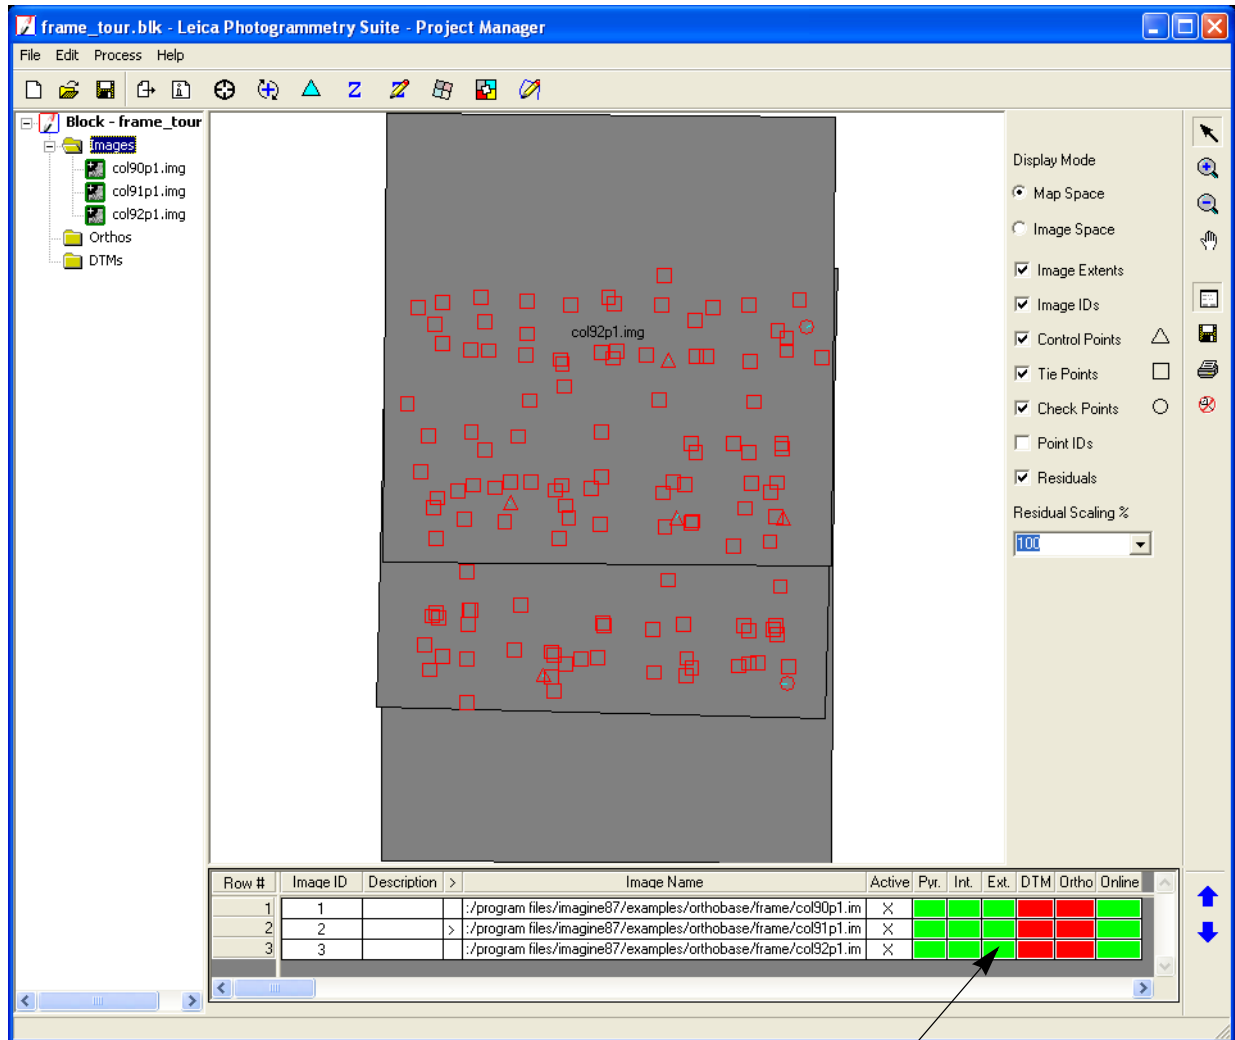 frame_tour.blk - Leica Photogrammetry Suite - Project Manager
File Edit Process Help
Block - frame_tour
Images
col90p1.img
col91p1.img
col92p1.img
Orthos
DTMs
col92p1.img
Display Mode
Map Space
Image Space
Image Extents
Image IDs
Control Points
Tie Points
Check Points
Point IDs
Residuals
Residual Scaling %
100
Row # Image ID Description > Image Name Active Pyr. Int. Ext. DTM Ortho Online
1 1 :/program files/imagine87/examples/orthobase/frame/col90p1.im X
2 2 > :/program files/imagine87/examples/orthobase/frame/col91p1.im X
3 3 :/program files/imagine87/examples/orthobase/frame/col92p1.im X